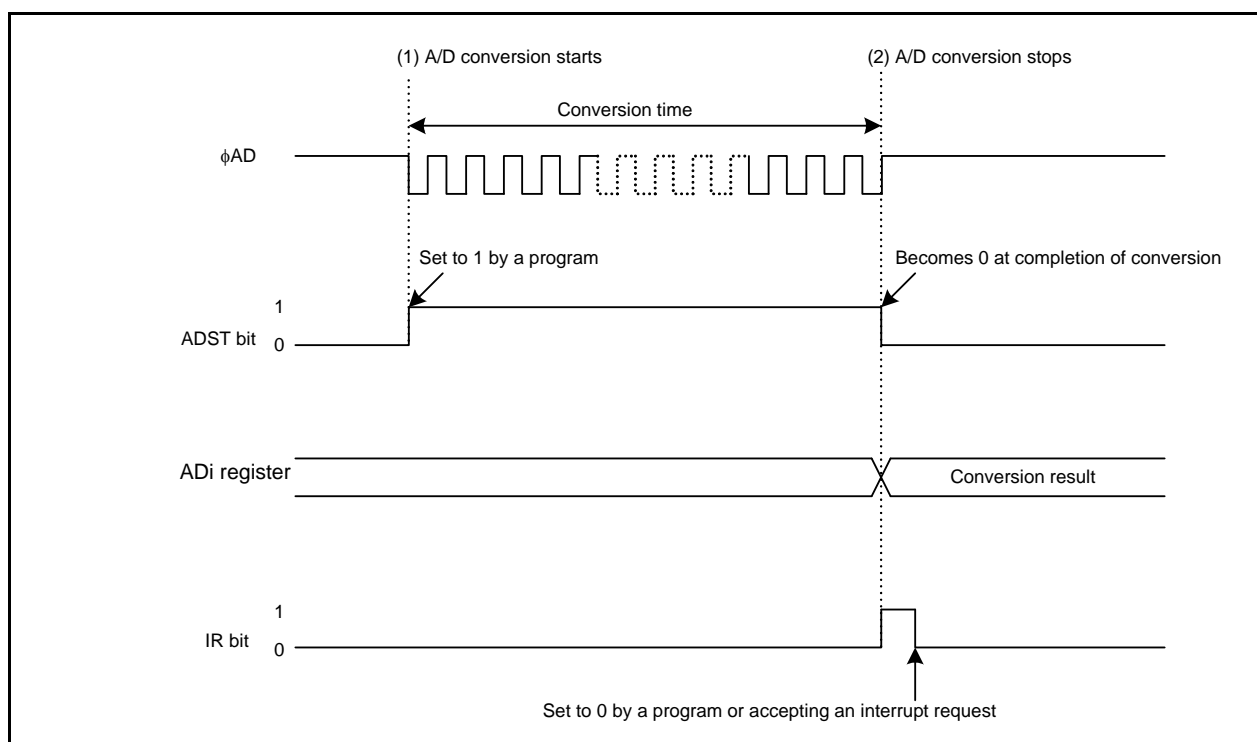 (1) A/D conversion starts
(2) A/D conversion stops
Conversion time
ϕAD
Set to 1 by a program
Becomes 0 at completion of conversion
1
ADST bit
0
ADi register
Conversion result
1
IR bit
0
Set to 0 by a program or accepting an interrupt request